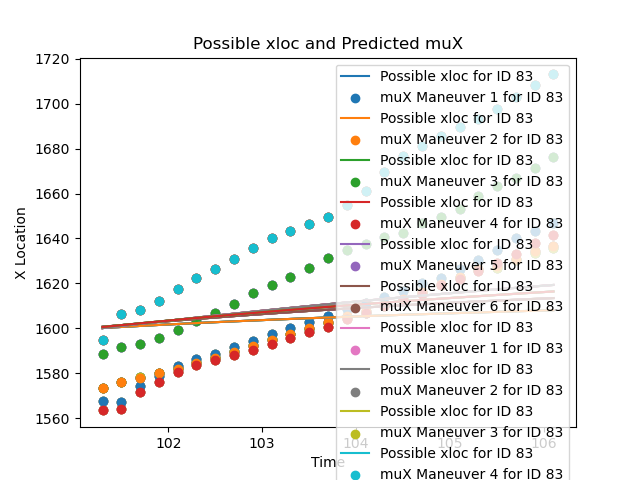 Possible xloc and Predicted muX
1720
1700
1680
1660
1640
1620
1600
1580
1560
X Location
102
103
104
105
106
Time
Possible xloc for ID 83
muX Maneuver 1 for ID 83
Possible xloc for ID 83
muX Maneuver 2 for ID 83
Possible xloc for ID 83
muX Maneuver 3 for ID 83
Possible xloc for ID 83
muX Maneuver 4 for ID 83
Possible xloc for ID 83
muX Maneuver 5 for ID 83
Possible xloc for ID 83
muX Maneuver 6 for ID 83
Possible xloc for ID 83
muX Maneuver 1 for ID 83
Possible xloc for ID 83
muX Maneuver 2 for ID 83
Possible xloc for ID 83
muX Maneuver 3 for ID 83
Possible xloc for ID 83
muX Maneuver 4 for ID 83